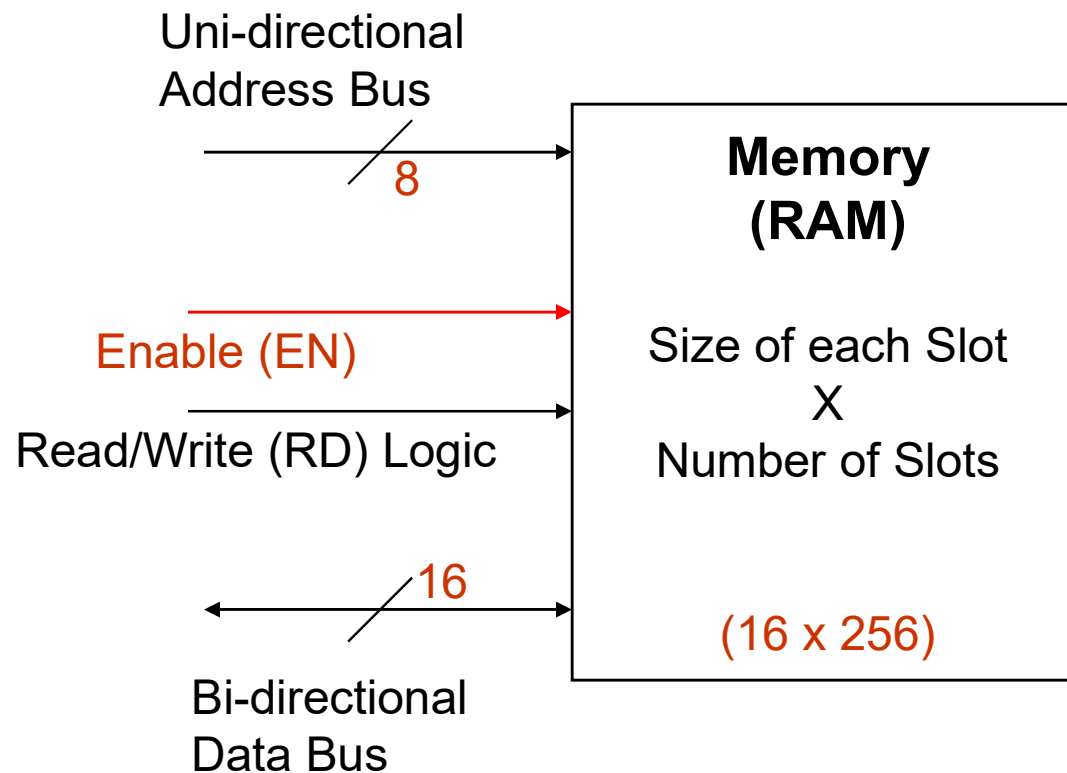 Uni-directional
Address Bus
8
Memory
(RAM)
Enable (EN)
Size of each Slot
X
Number of Slots
Read/Write (RD) Logic
16
(16 x 256)
Bi-directional
Data Bus